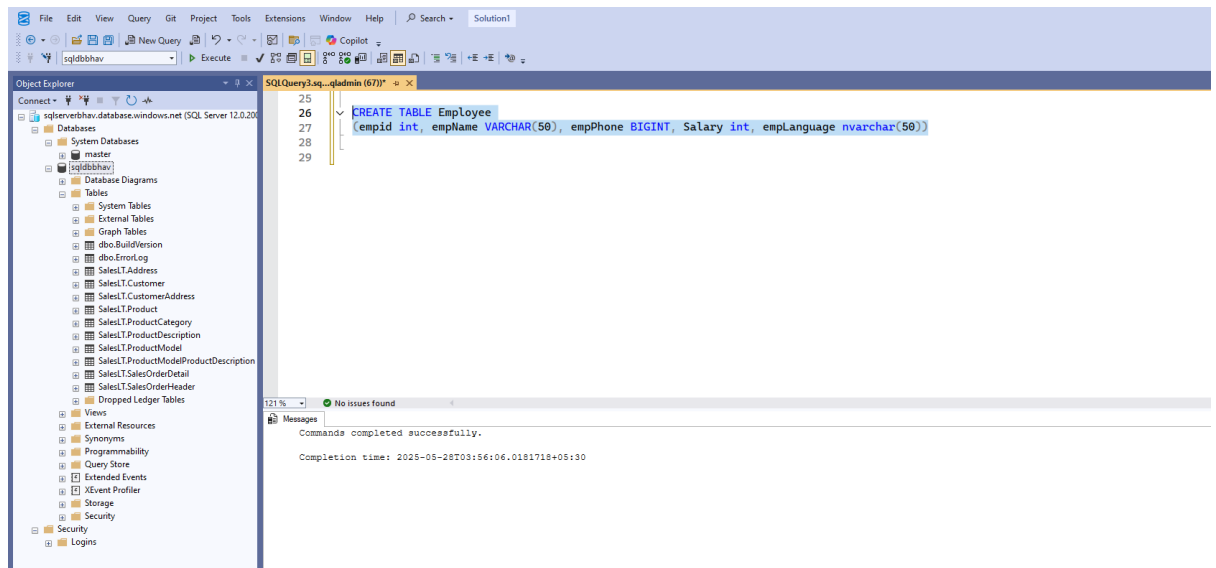 File Edit View Query Git Project Tools Extensions Window Help Search Solution1
New Query Copilot
sqldbbhav Execute
Object Explorer
Connect
sqlserverbhav.database.windows.net (SQL Server 12.0.200
Databases
System Databases
master
sqldbbhav
Database Diagrams
Tables
System Tables
External Tables
Graph Tables
dbo.BuildVersion
dbo.ErrorLog
SalesLT.Address
SalesLT.Customer
SalesLT.CustomerAddress
SalesLT.Product
SalesLT.ProductCategory
SalesLT.ProductDescription
SalesLT.ProductModel
SalesLT.ProductModelProductDescription
SalesLT.SalesOrderDetail
SalesLT.SalesOrderHeader
Dropped Ledger Tables
Views
External Resources
Synonyms
Programmability
Query Store
Extended Events
XEvent Profiler
Storage
Security
Security
Logins
SQLQuery3.sq...qladmin (67))*
25
26 CREATE TABLE Employee
27 (empid int, empName VARCHAR(50), empPhone BIGINT, Salary int, empLanguage nvarchar(50))
28
29
121 % No issues found
Messages
Commands completed successfully.
Completion time: 2025-05-28T03:56:06.0181718+05:30